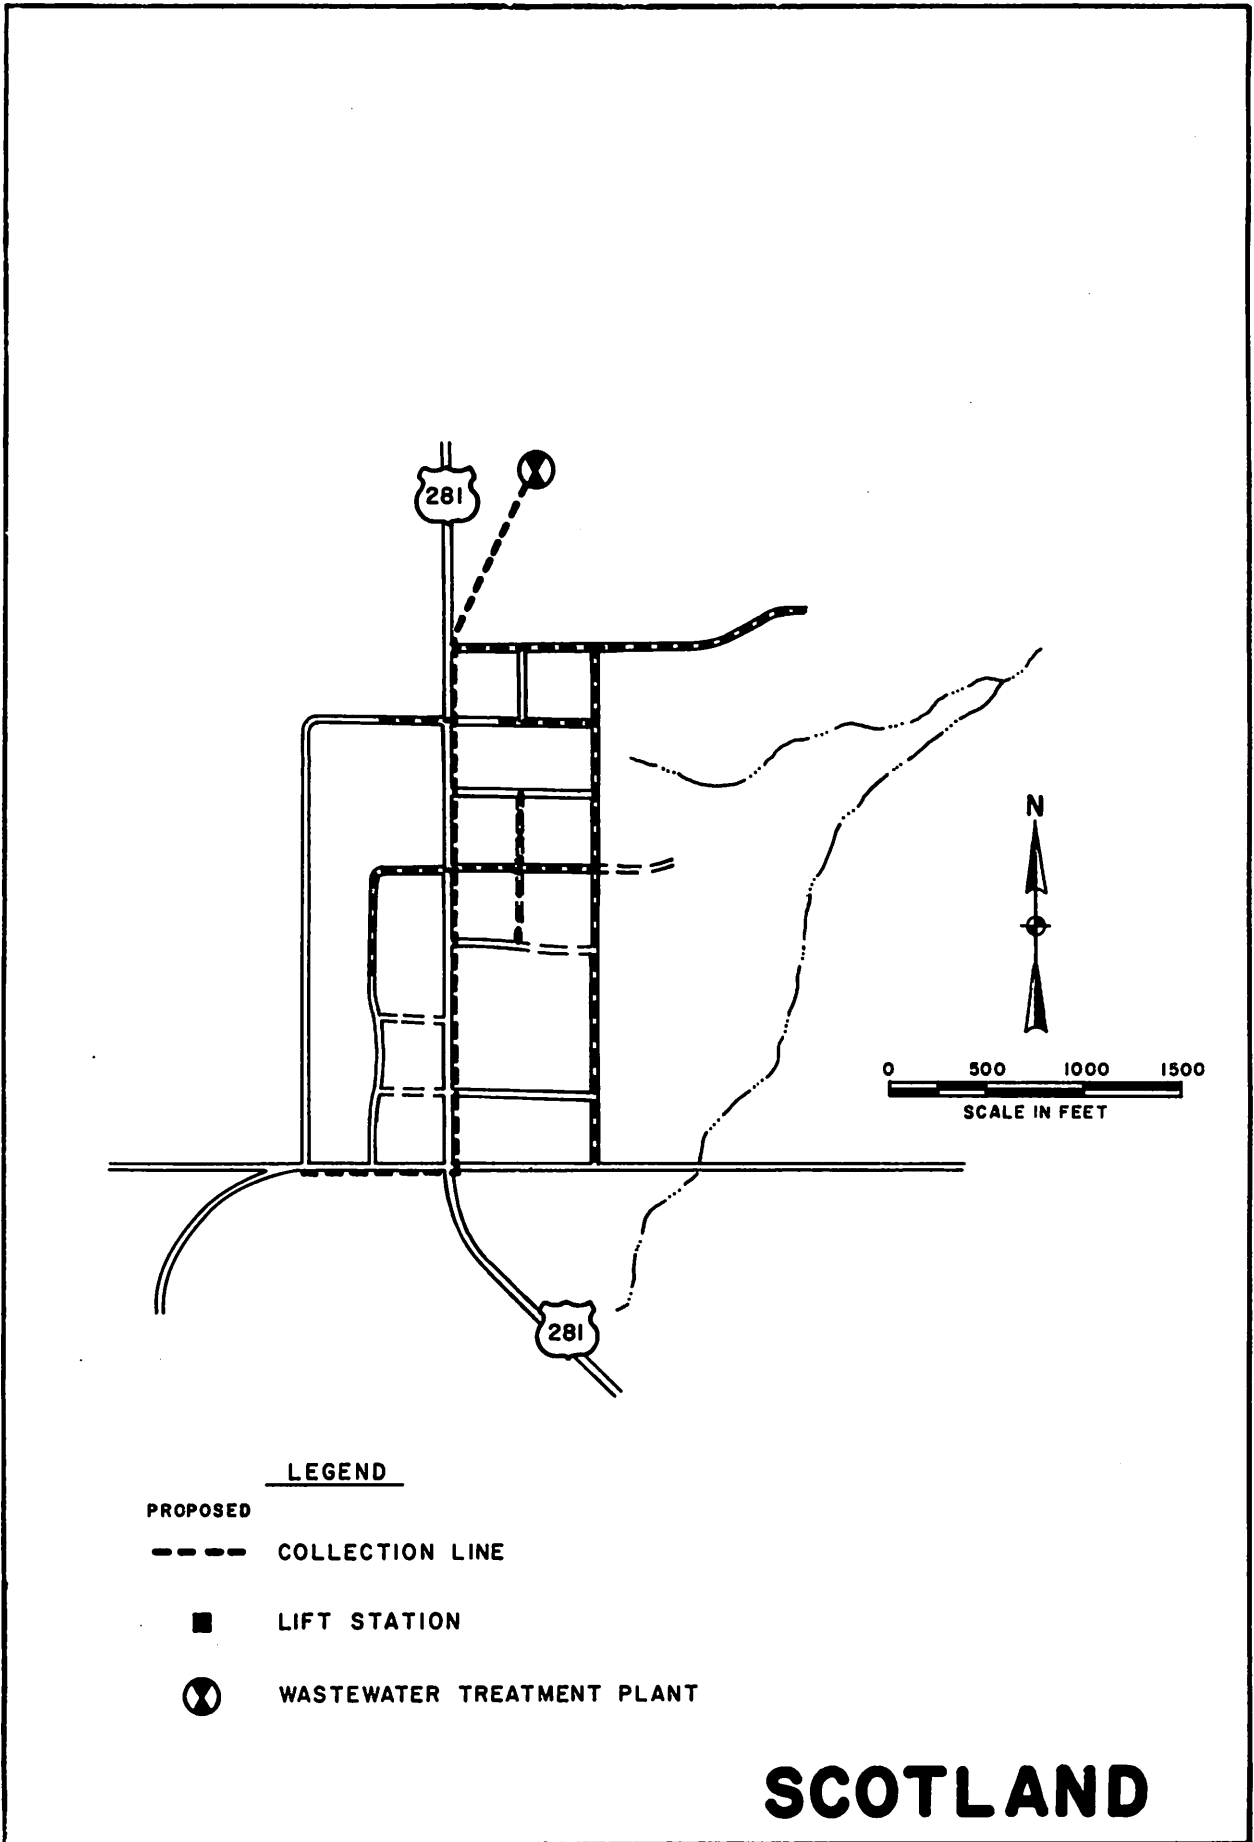 281
N
0 500 1000 1500
SCALE IN FEET
281
LEGEND
PROPOSED
COLLECTION LINE
LIFT STATION
WASTEWATER TREATMENT PLANT
SCOTLAND